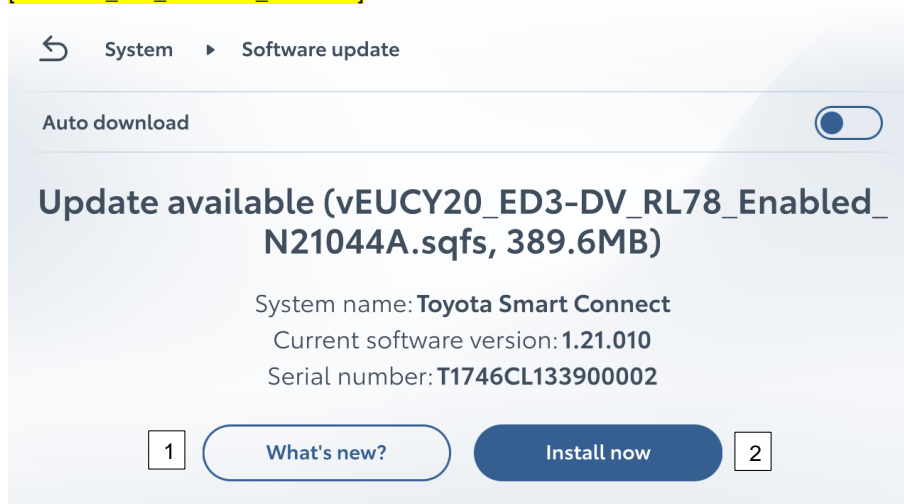 System ▸ Software update
Auto download
Update available (vEUCY20_ED3-DV_RL78_Enabled_
N21044A.sqfs, 389.6MB)
System name: Toyota Smart Connect
Current software version: 1.21.010
Serial number: T1746CL133900002
1 What's new? Install now 2